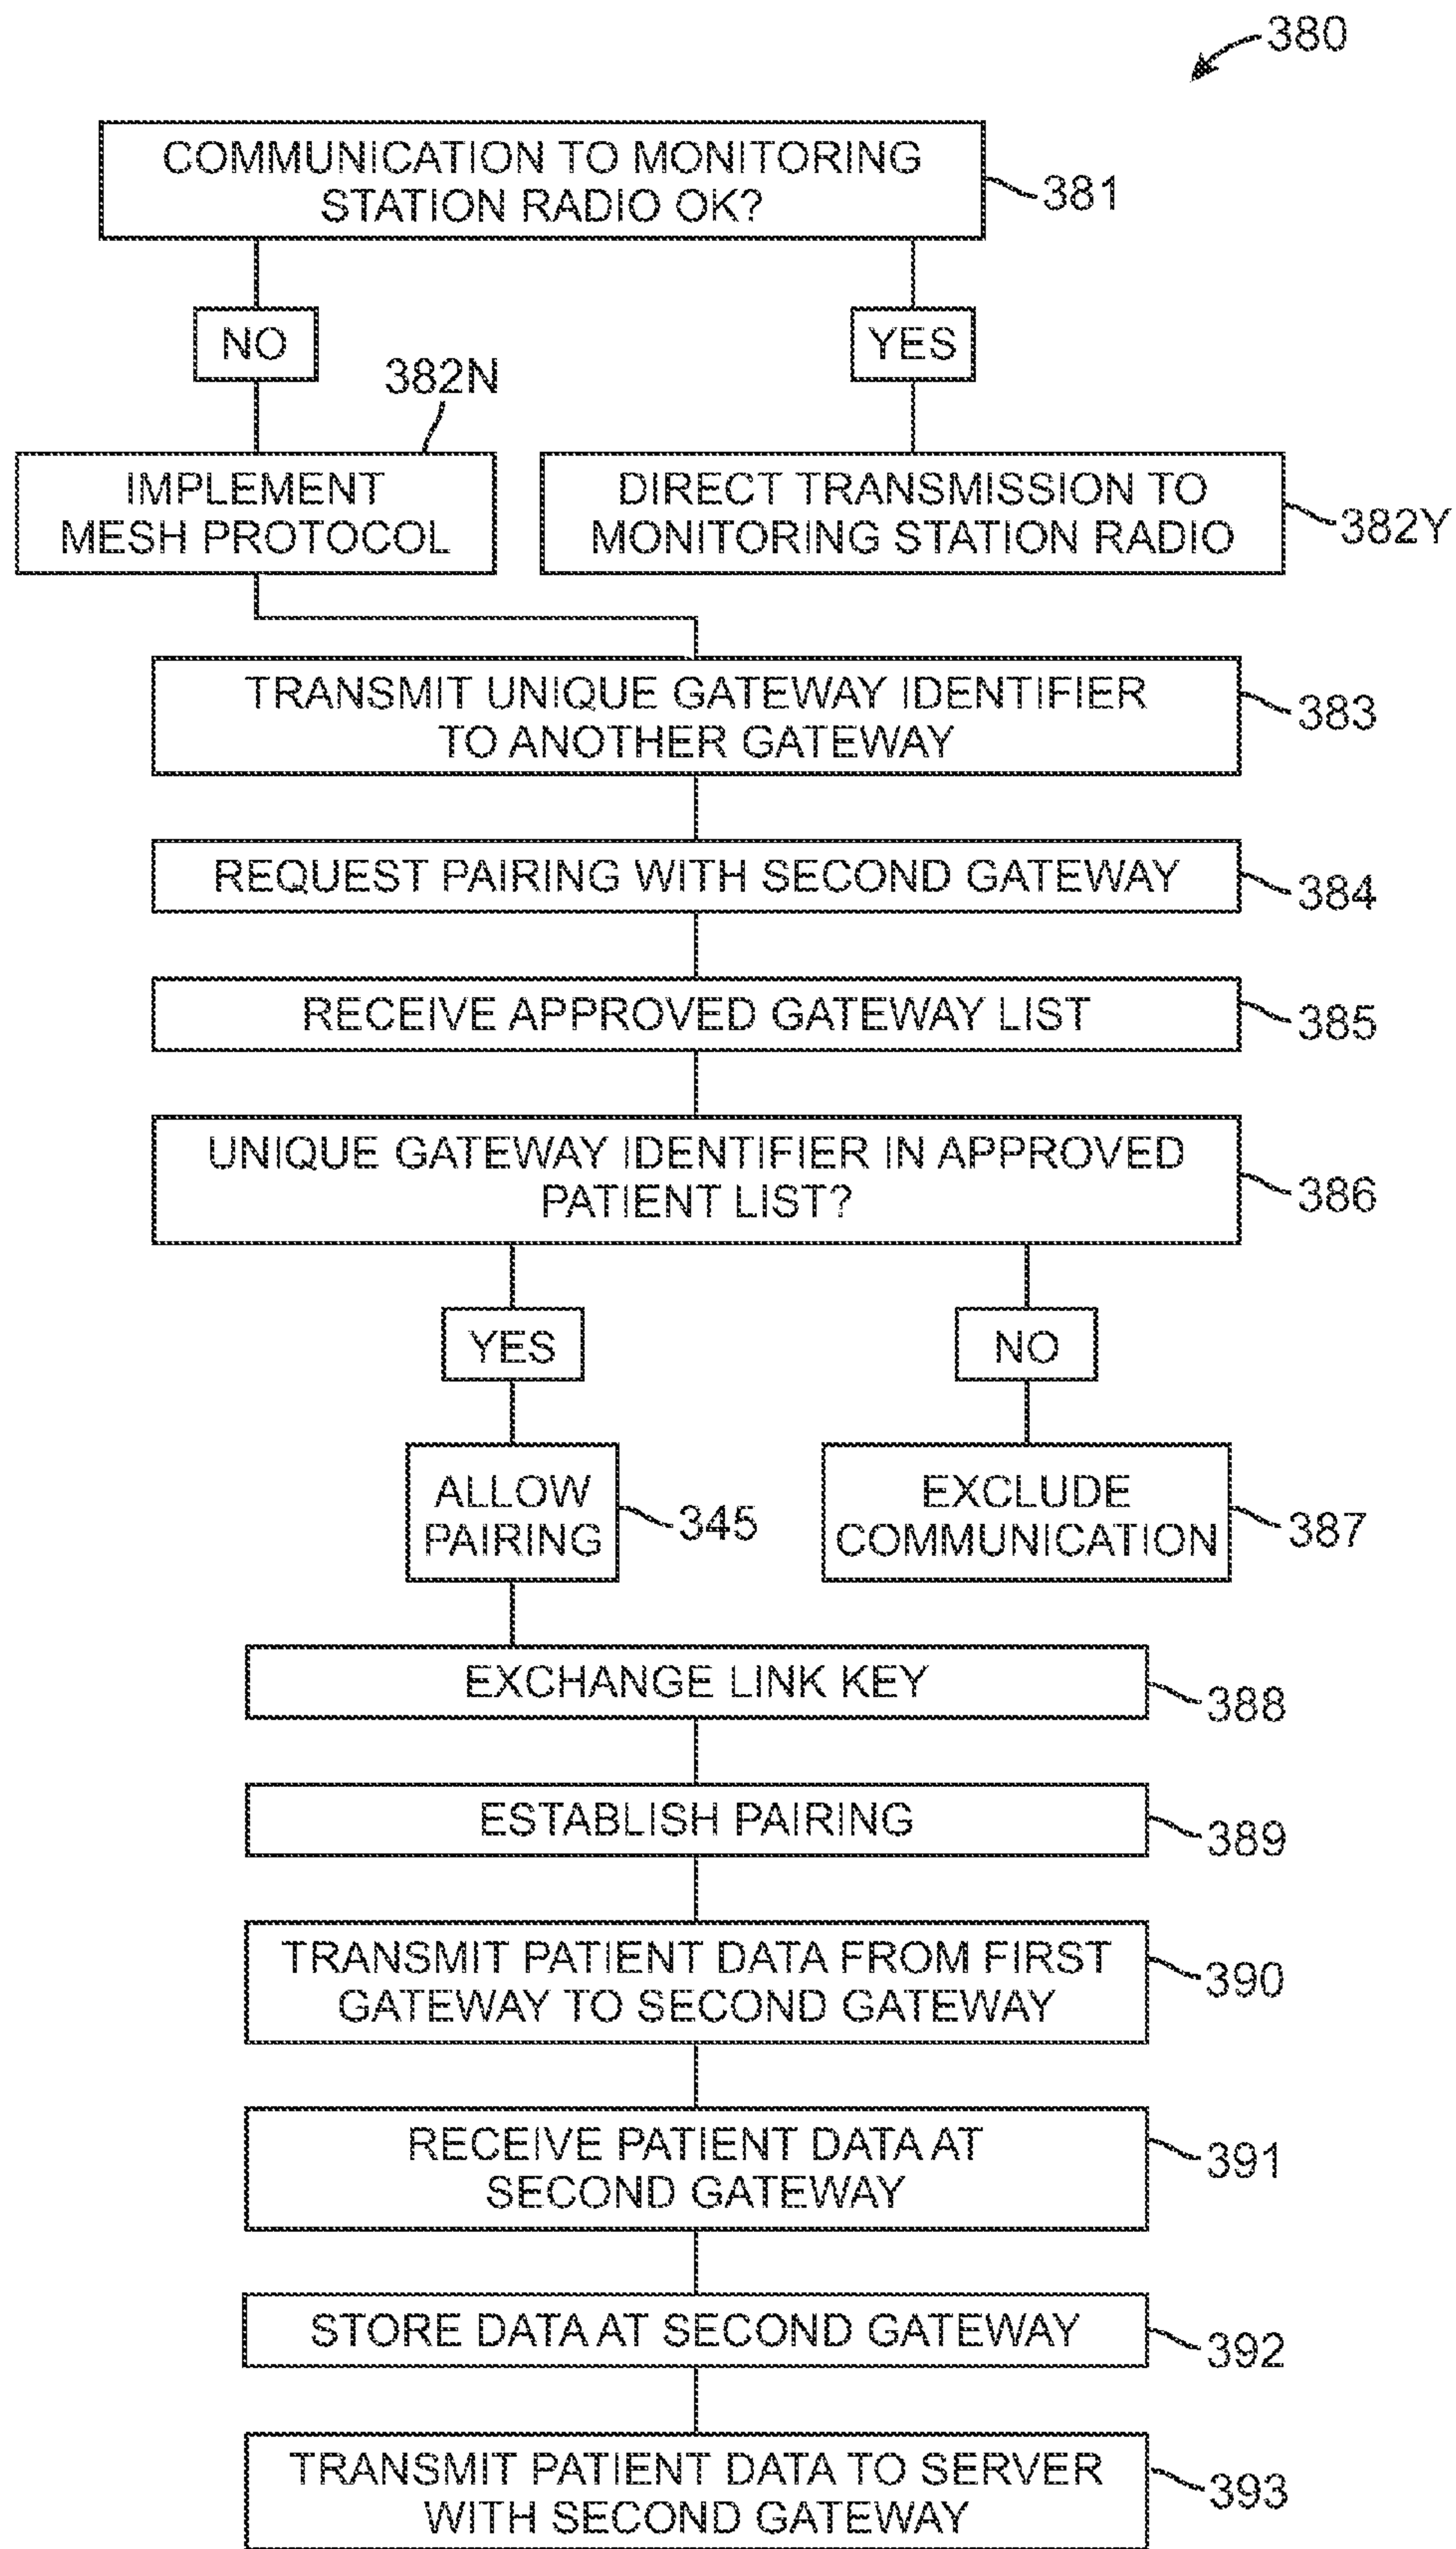 380
COMMUNICATION TO MONITORING
STATION RADIO OK?
381
NO
YES
382N
IMPLEMENT
MESH PROTOCOL
DIRECT TRANSMISSION TO
MONITORING STATION RADIO
382Y
TRANSMIT UNIQUE GATEWAY IDENTIFIER
TO ANOTHER GATEWAY
383
REQUEST PAIRING WITH SECOND GATEWAY
384
RECEIVE APPROVED GATEWAY LIST
385
UNIQUE GATEWAY IDENTIFIER IN APPROVED
PATIENT LIST?
386
YES
NO
ALLOW
PAIRING
345
EXCLUDE
COMMUNICATION
387
EXCHANGE LINK KEY
388
ESTABLISH PAIRING
389
TRANSMIT PATIENT DATA FROM FIRST
GATEWAY TO SECOND GATEWAY
390
RECEIVE PATIENT DATA AT
SECOND GATEWAY
391
STORE DATA AT SECOND GATEWAY
392
TRANSMIT PATIENT DATA TO SERVER
WITH SECOND GATEWAY
393